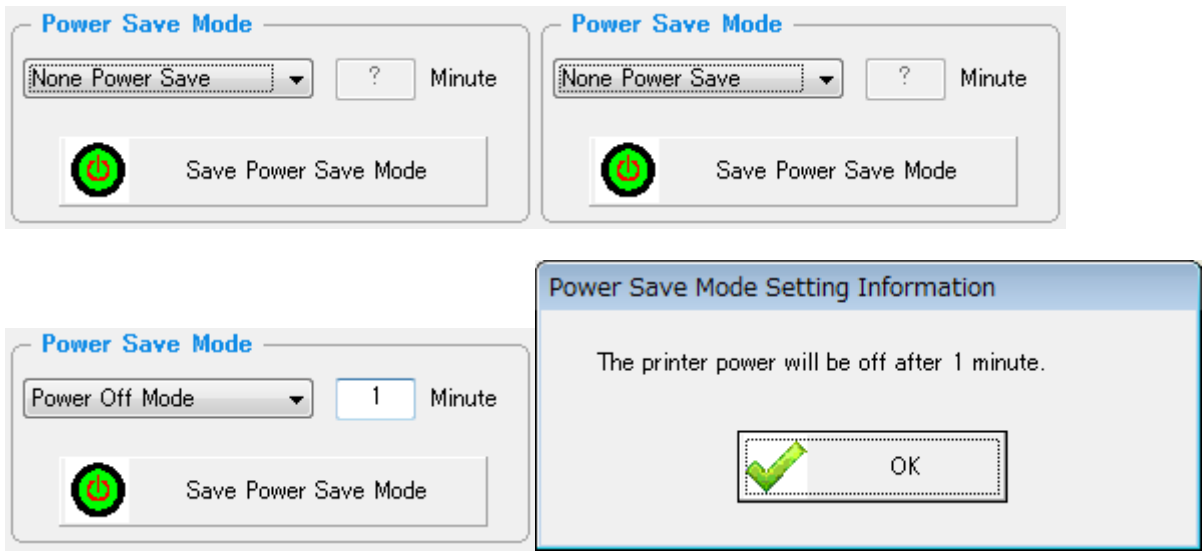 Power Save Mode
None Power Save ? Minute
Save Power Save Mode
Power Save Mode
None Power Save ? Minute
Save Power Save Mode
Power Save Mode
Power Off Mode 1 Minute
Save Power Save Mode
Power Save Mode Setting Information
The printer power will be off after 1 minute.
OK